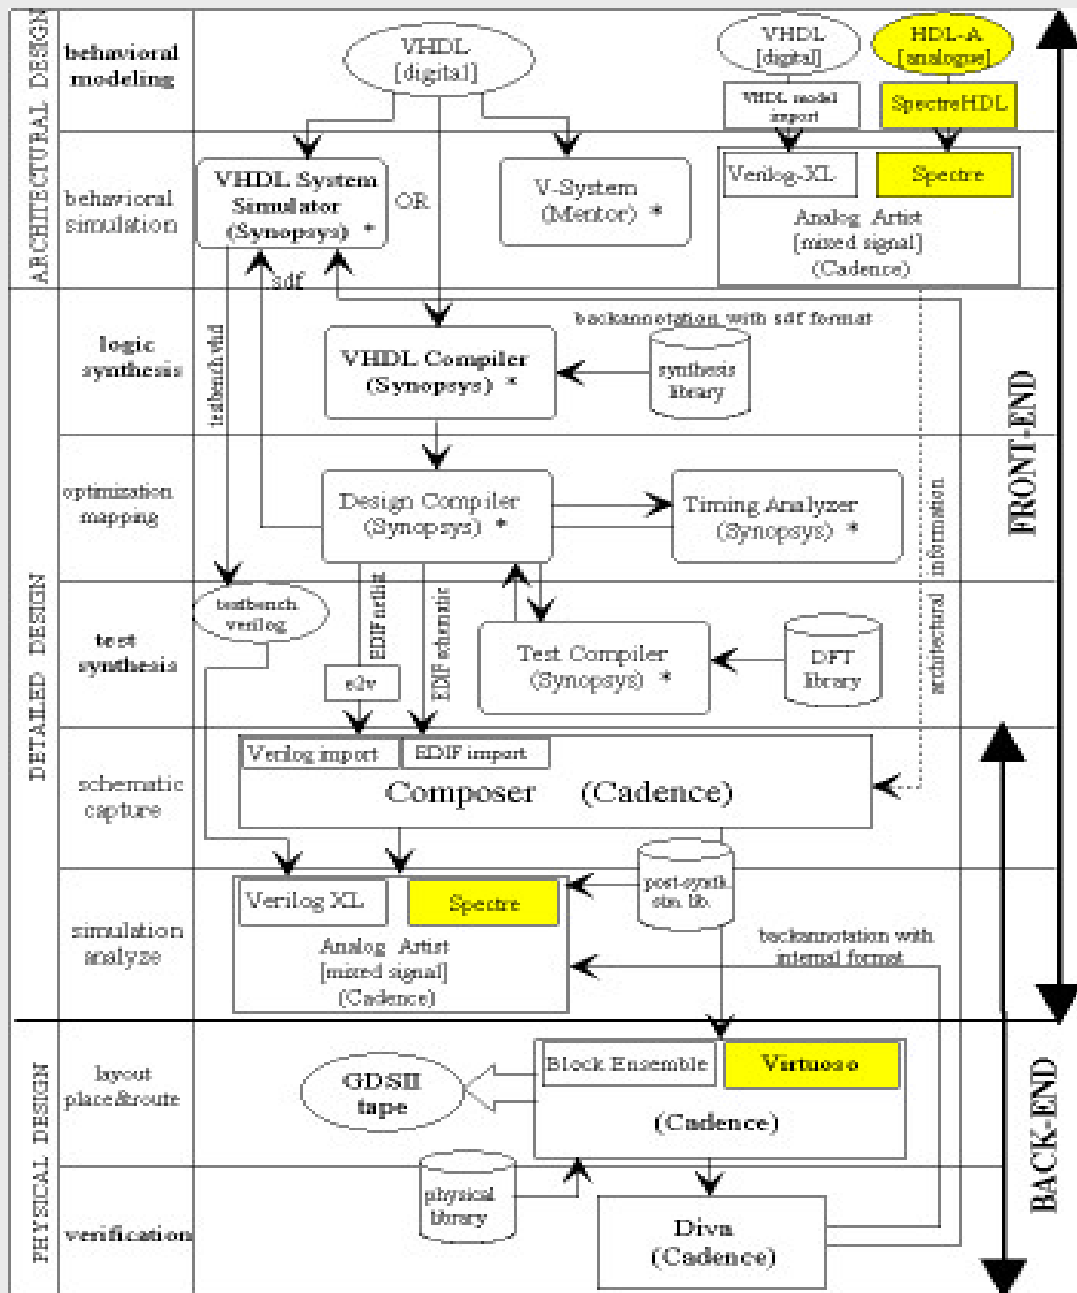 ARCHITECTURAL DESIGN
behavioral
modeling
VHDL
[digital]
VHDL
[digital]
HDL-A
[analogue]
VHDL model
import
SpectreHDL
behavioral
simulation
VHDL System
Simulator
(Synopsys) *
OR
V-System
(Mentor) *
Verilog-XL
Spectre
Analog Artist
[mixed signal]
(Cadence)
sdf
backannotation with sdf format
DETAILED DESIGN
logic
synthesis
testbench.vhd
VHDL Compiler
(Synopsys) *
synthesis
library
FRONT-END
optimization
mapping
Design Compiler
(Synopsys) *
Timing Analyzer
(Synopsys) *
architectural information
test
synthesis
testbench
verilog
EDIF netlist
EDIF schematic
e2v
Test Compiler
(Synopsys) *
DFT
library
schematic
capture
Verilog import
EDIF import
Composer (Cadence)
simulation
analyze
Verilog XL
Spectre
Analog Artist
[mixed signal]
(Cadence)
post-synth.
sim. lib.
backannotation with
internal format
PHYSICAL DESIGN
layout
place&route
GDSII
tape
Block Ensemble
Virtuoso
(Cadence)
BACK-END
verification
physical
library
Diva
(Cadence)